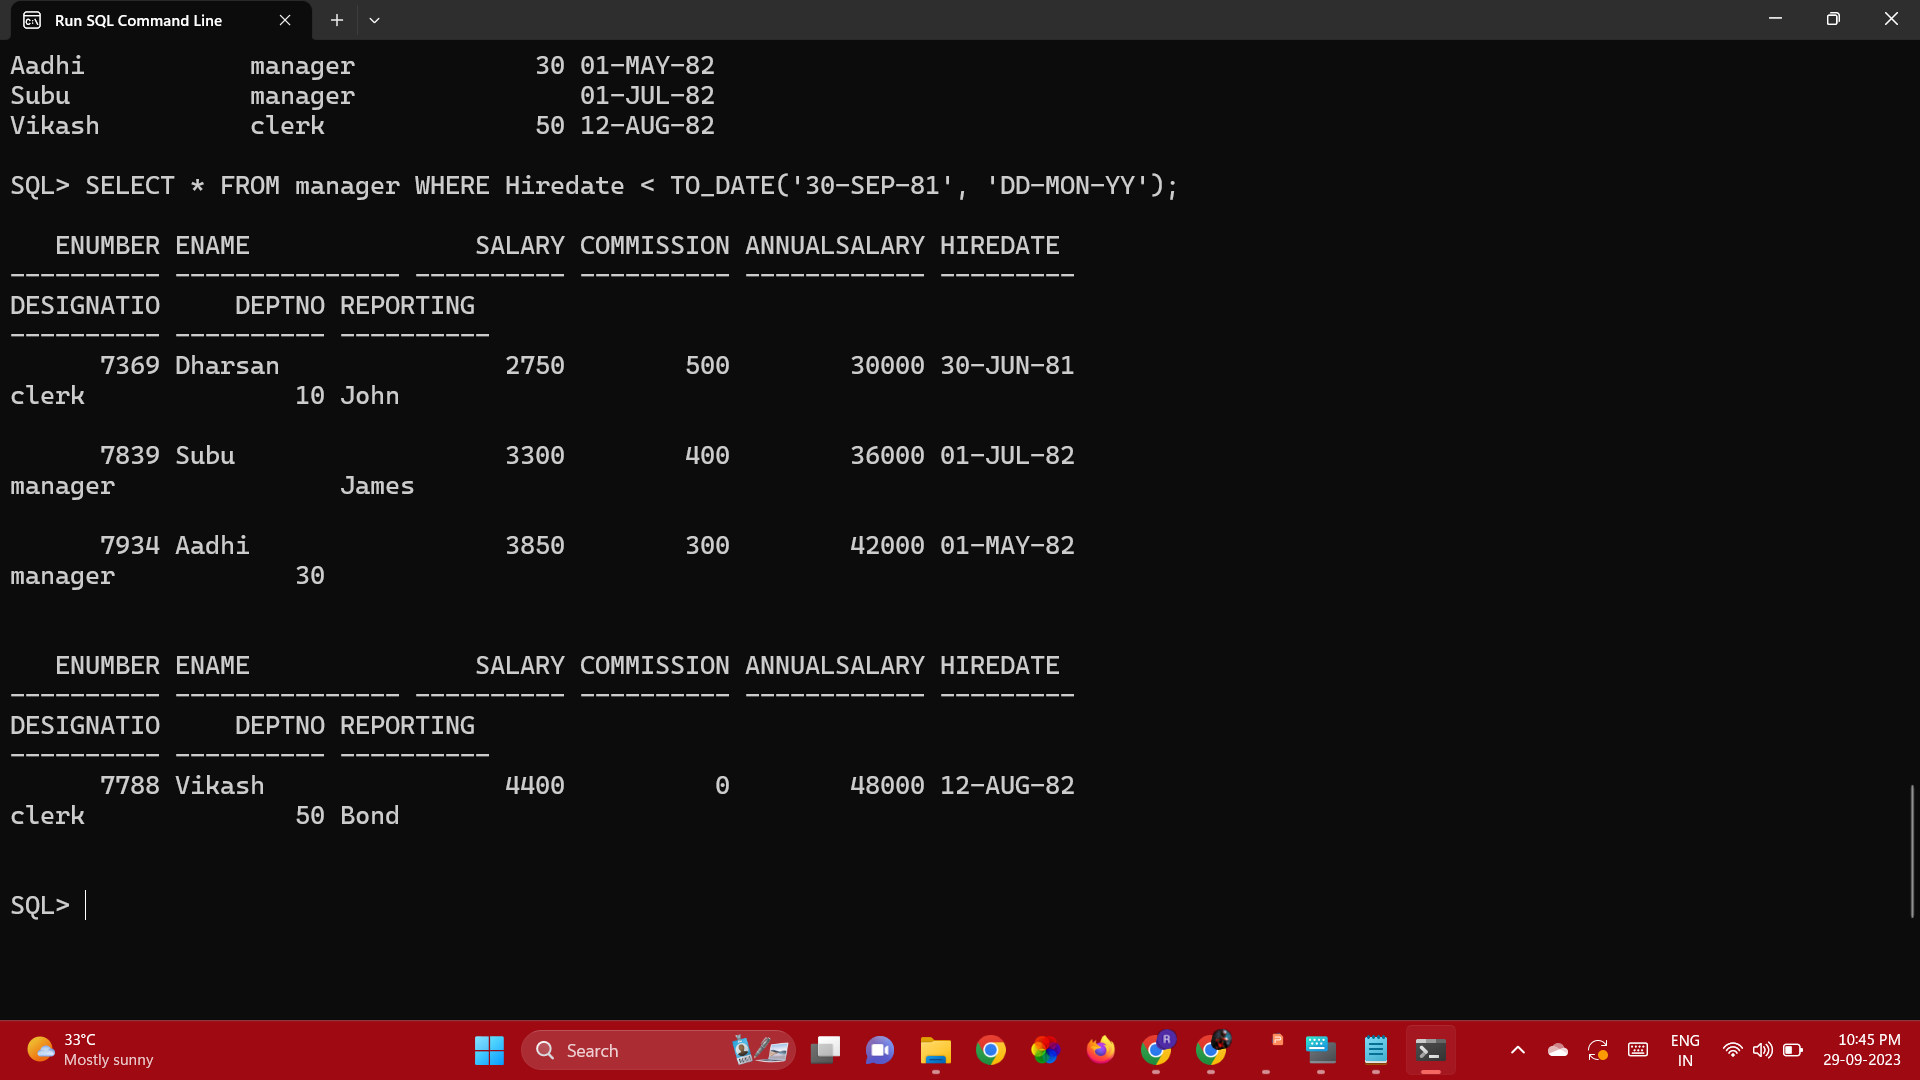 Run SQL Command Line
Aadhi           manager            30 01-MAY-82
Subu            manager               01-JUL-82
Vikash          clerk              50 12-AUG-82
SQL> SELECT * FROM manager WHERE Hiredate < TO_DATE('30-SEP-81', 'DD-MON-YY');
   ENUMBER ENAME               SALARY COMMISSION ANNUALSALARY HIREDATE
---------- --------------- ---------- ---------- ------------ ---------
DESIGNATIO     DEPTNO REPORTING
---------- ---------- ----------
      7369 Dharsan               2750        500        30000 30-JUN-81
clerk              10 John
      7839 Subu                  3300        400        36000 01-JUL-82
manager               James
      7934 Aadhi                 3850        300        42000 01-MAY-82
manager            30
   ENUMBER ENAME               SALARY COMMISSION ANNUALSALARY HIREDATE
---------- --------------- ---------- ---------- ------------ ---------
DESIGNATIO     DEPTNO REPORTING
---------- ---------- ----------
      7788 Vikash                4400          0        48000 12-AUG-82
clerk              50 Bond
SQL>
33°C
Mostly sunny
Search
R
ENG
IN
10:45 PM
29-09-2023